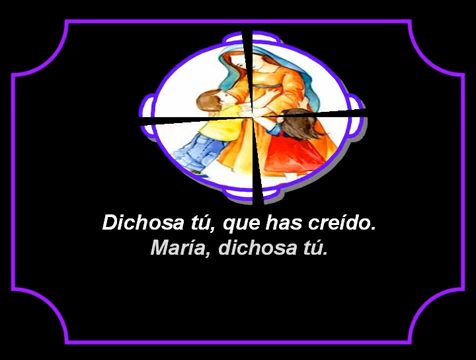 Dichosa tú, que has creído.
María, dichosa tú.